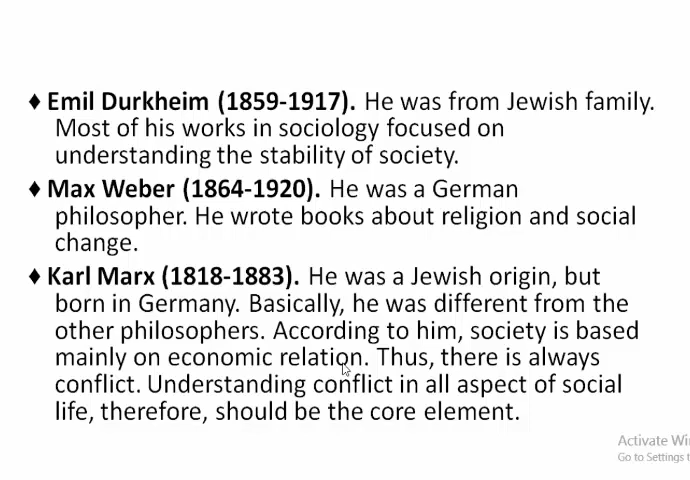 ♦ Emil Durkheim (1859-1917). He was from Jewish family.
Most of his works in sociology focused on
understanding the stability of society.
♦ Max Weber (1864-1920). He was a German
philosopher. He wrote books about religion and social
change.
♦ Karl Marx (1818-1883). He was a Jewish origin, but
born in Germany. Basically, he was different from the
other philosophers. According to him, society is based
mainly on economic relation. Thus, there is always
conflict. Understanding conflict in all aspect of social
life, therefore, should be the core element.
Activate Wi
Go to Settings